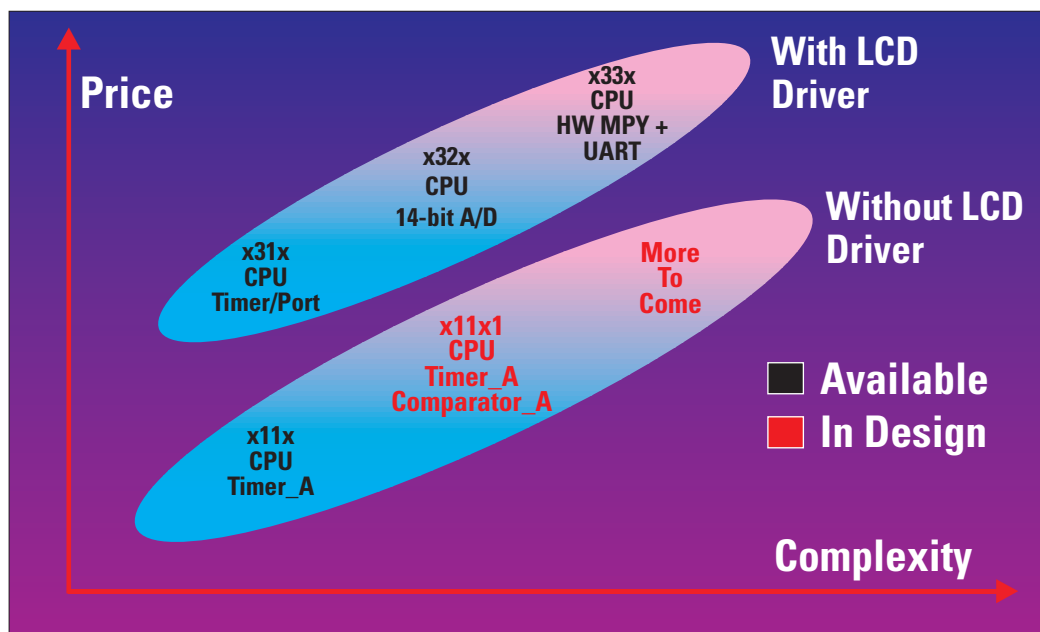 Price
With LCD
Driver
x33x
CPU
HW MPY +
UART
x32x
CPU
14-bit A/D
x31x
CPU
Timer/Port
Without LCD
Driver
More
To
Come
x11x1
CPU
Timer_A
Comparator_A
x11x
CPU
Timer_A
Available
In Design
Complexity